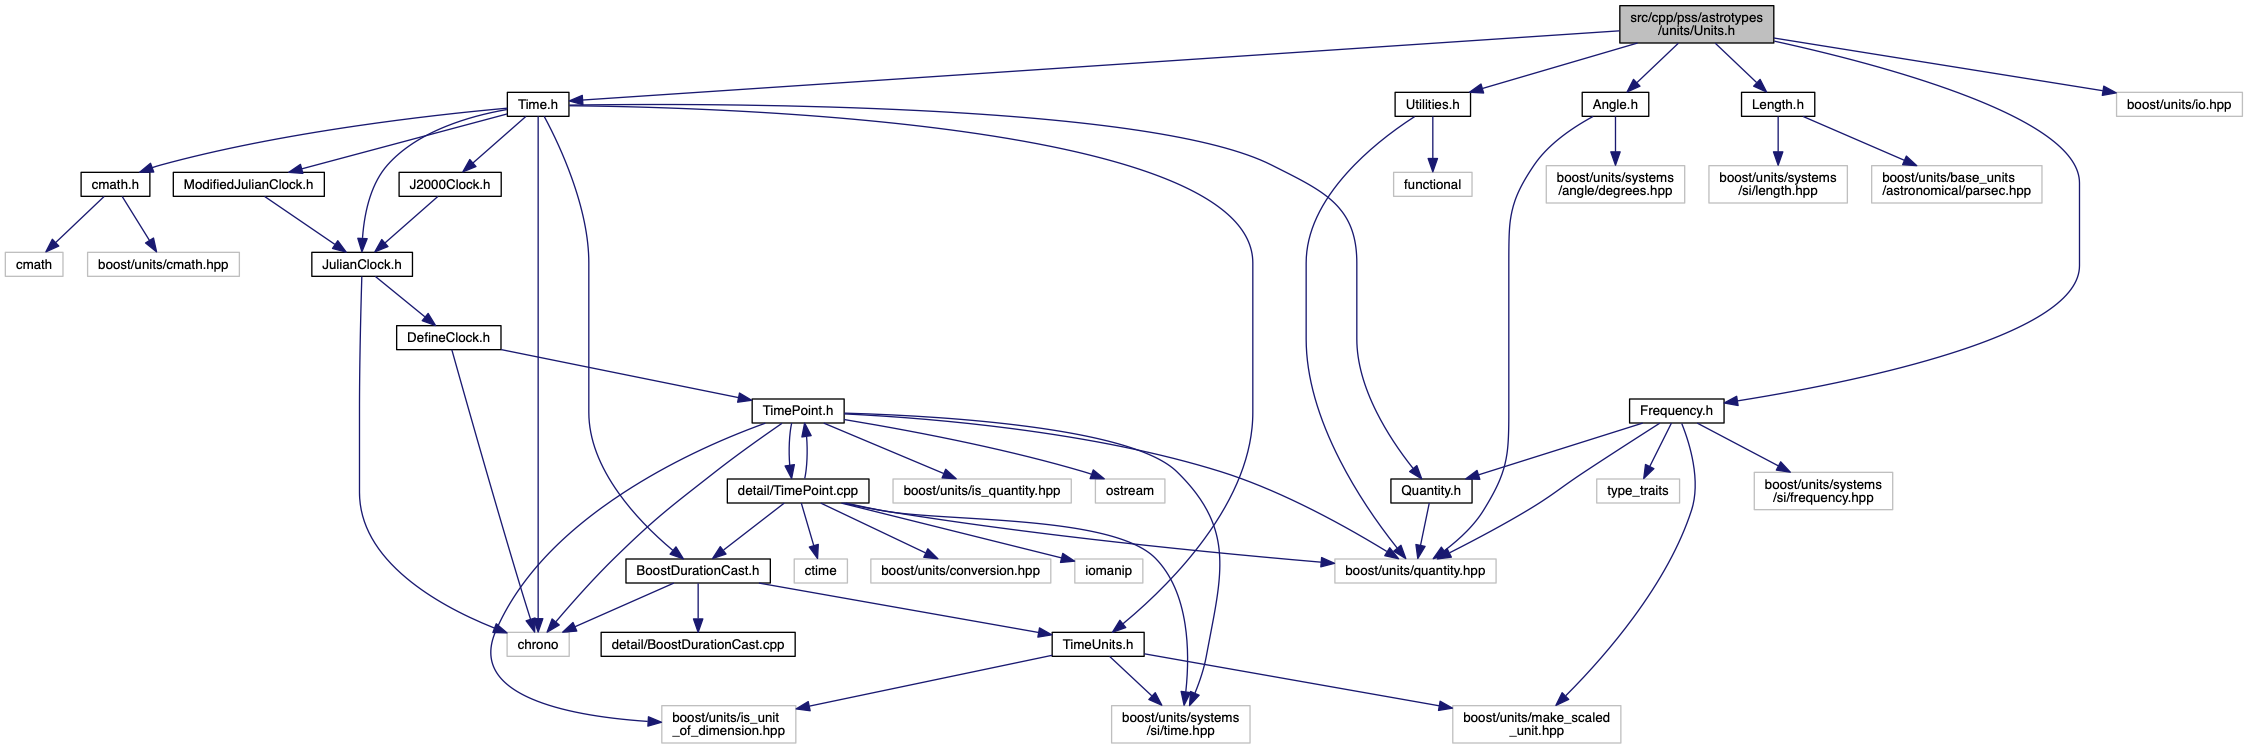 src/cpp/pss/astrotypes
/units/Units.h
Time.h
Utilities.h
Angle.h
Length.h
boost/units/io.hpp
cmath.h
ModifiedJulianClock.h
J2000Clock.h
functional
boost/units/systems
/angle/degrees.hpp
boost/units/systems
/si/length.hpp
boost/units/base_units
/astronomical/parsec.hpp
cmath
boost/units/cmath.hpp
JulianClock.h
DefineClock.h
TimePoint.h
Frequency.h
detail/TimePoint.cpp
boost/units/is_quantity.hpp
ostream
Quantity.h
type_traits
boost/units/systems
/si/frequency.hpp
BoostDurationCast.h
ctime
boost/units/conversion.hpp
iomanip
boost/units/quantity.hpp
chrono
detail/BoostDurationCast.cpp
TimeUnits.h
boost/units/is_unit
_of_dimension.hpp
boost/units/systems
/si/time.hpp
boost/units/make_scaled
_unit.hpp